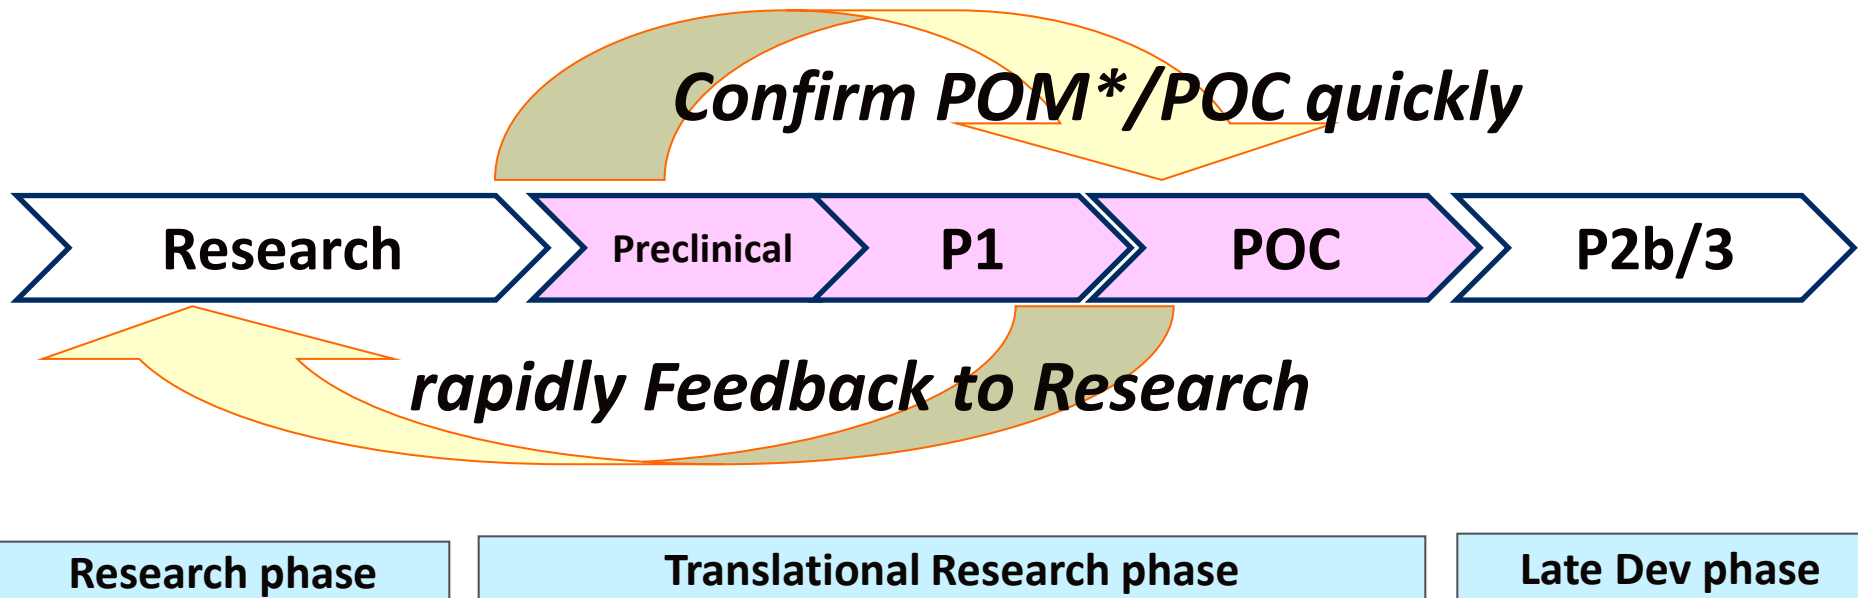 Confirm POM*/POC quickly
Research
Preclinical
P1
POC
P2b/3
rapidly Feedback to Research
Research phase
Translational Research phase
Late Dev phase